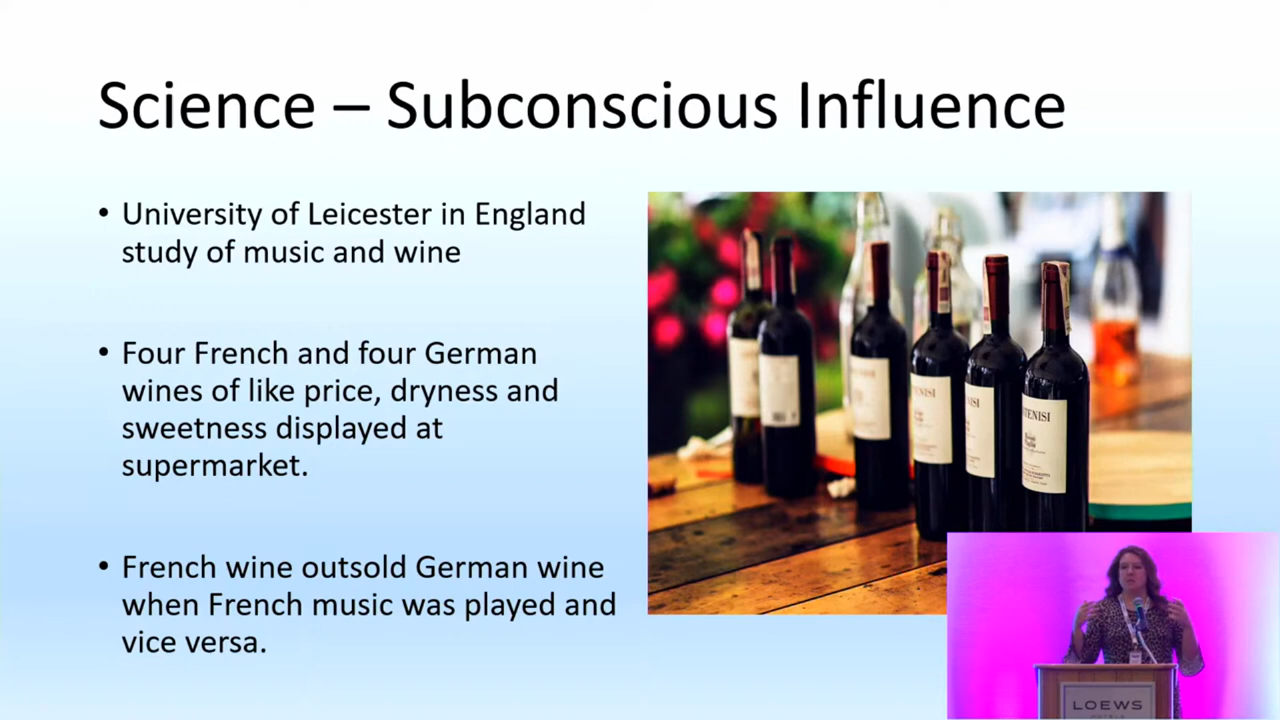 Science – Subconscious Influence
• University of Leicester in England
study of music and wine
• Four French and four German
wines of like price, dryness and
sweetness displayed at
supermarket.
• French wine outsold German wine
when French music was played and
vice versa.
TENISI
LOEWS